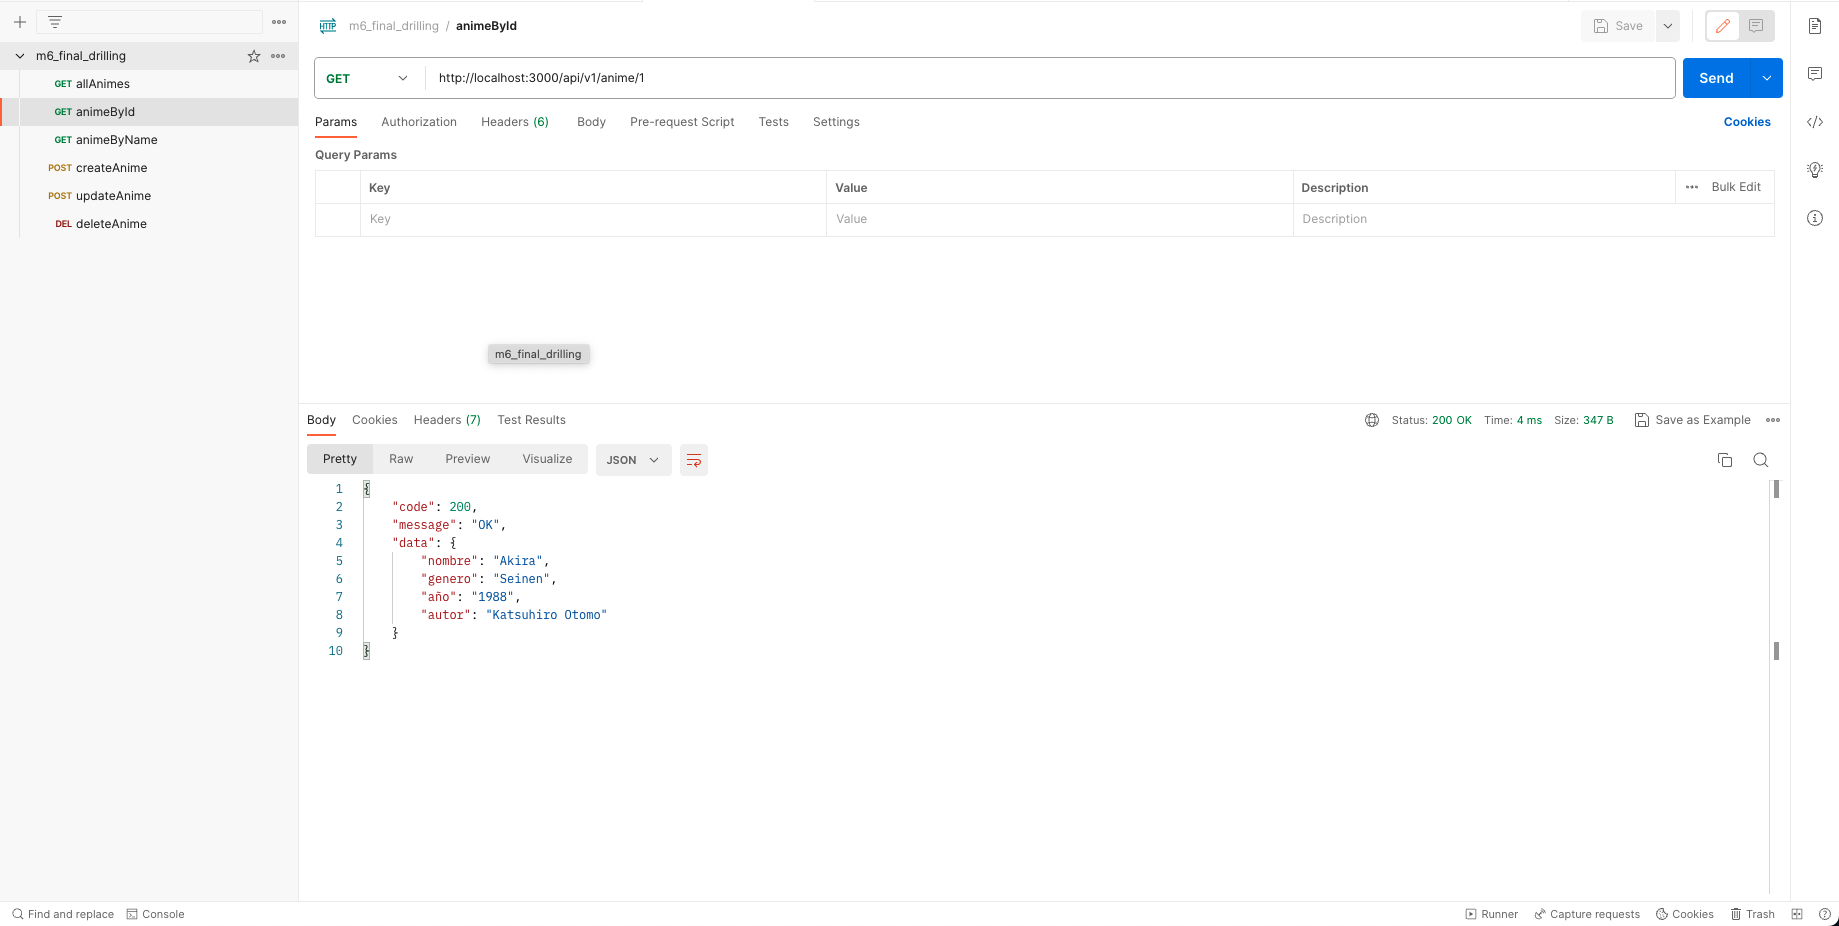 m6_final_drilling
GET allAnimes
GET animeById
GET animeByName
POST createAnime
POST updateAnime
DEL deleteAnime
HTTP m6_final_drilling / animeById
Save
GET http://localhost:3000/api/v1/anime/1
Send
Params Authorization Headers (6) Body Pre-request Script Tests Settings Cookies
Query Params
Key Value Description Bulk Edit
Key Value Description
m6_final_drilling
Body Cookies Headers (7) Test Results Status: 200 OK Time: 4 ms Size: 347 B Save as Example
Pretty Raw Preview Visualize JSON
1 {
2 "code": 200,
3 "message": "OK",
4 "data": {
5 "nombre": "Akira",
6 "genero": "Seinen",
7 "año": "1988",
8 "autor": "Katsuhiro Otomo"
9 }
10 }
Find and replace Console Runner Capture requests Cookies Trash